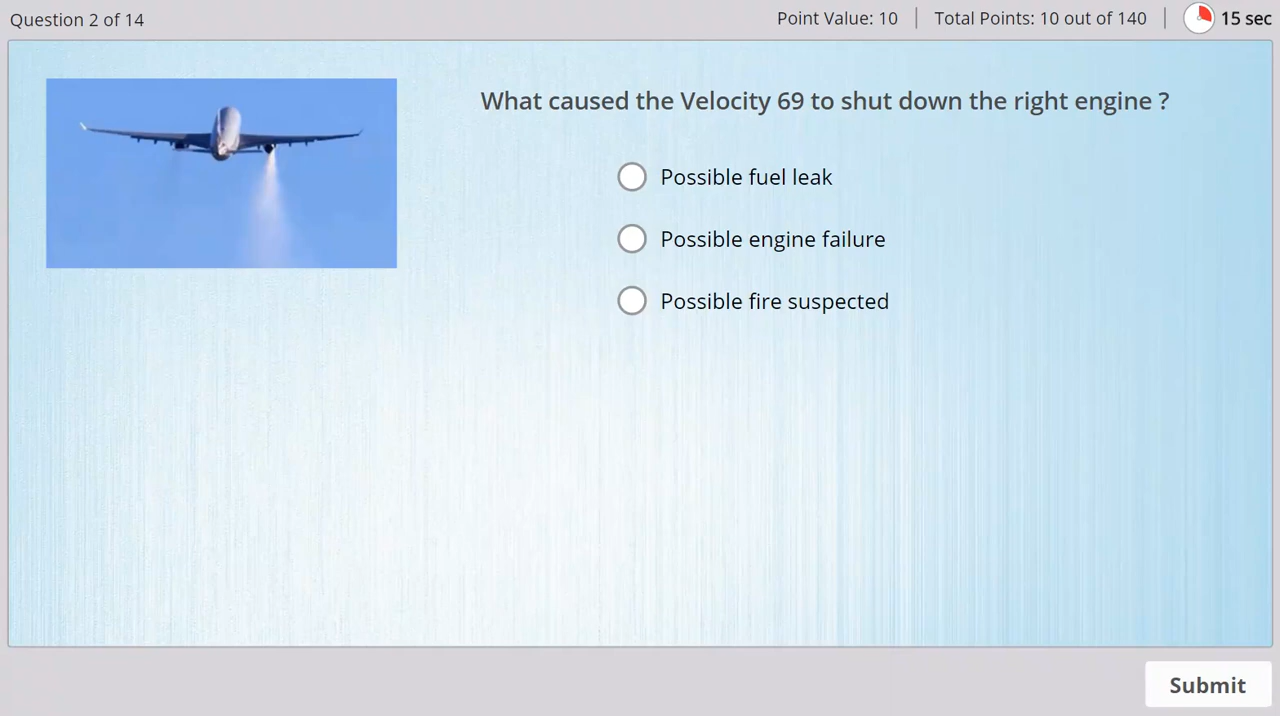 Question 2 of 14
Point Value: 10 | Total Points: 10 out of 140 | 15 sec
What caused the Velocity 69 to shut down the right engine ?
Possible fuel leak
Possible engine failure
Possible fire suspected
Submit